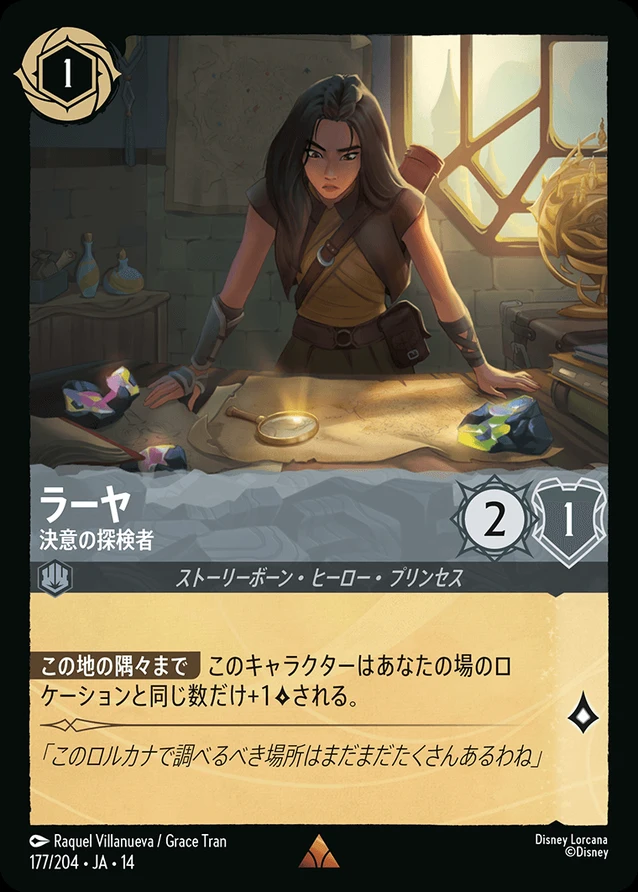 1
ラーヤ
決意の探検者
2
1
ストーリーボーン・ヒーロー・プリンセス
この地の隅々まで このキャラクターはあなたの場のロ
ケーションと同じ数だけ+1される。
「このロルカナで調べるべき場所はまだまだたくさんあるわね」
Raquel Villanueva / Grace Tran
177/204 • JA • 14
Disney Lorcana
©Disney